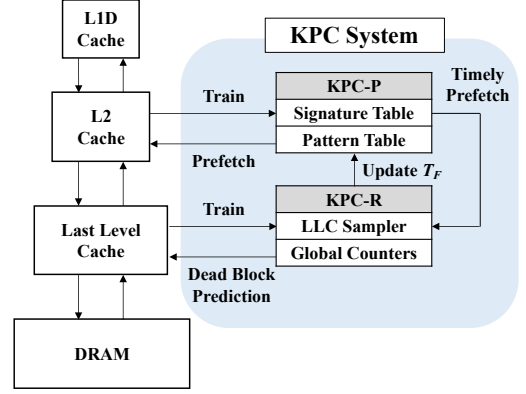 L1D
Cache
KPC System
L2
Cache
Train
Prefetch
KPC-P
Signature Table
Pattern Table
Timely
Prefetch
Update T_F
Last Level
Cache
Train
Dead Block
Prediction
KPC-R
LLC Sampler
Global Counters
DRAM